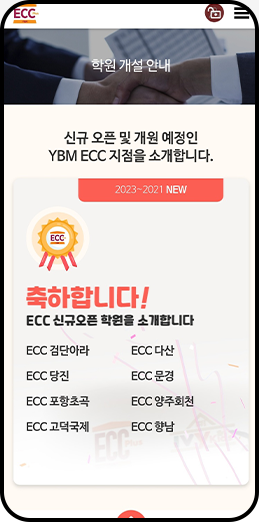 ECC
학원 개설 안내
신규 오픈 및 개원 예정인
YBM ECC 지점을 소개합니다.
2023~2021 NEW
ECC
축하합니다!
ECC 신규오픈 학원을 소개합니다
ECC 검단아라
ECC 다산
ECC 당진
ECC 문경
ECC 포항초곡
ECC 양주회천
ECC 고덕국제
ECC 향남
ECC